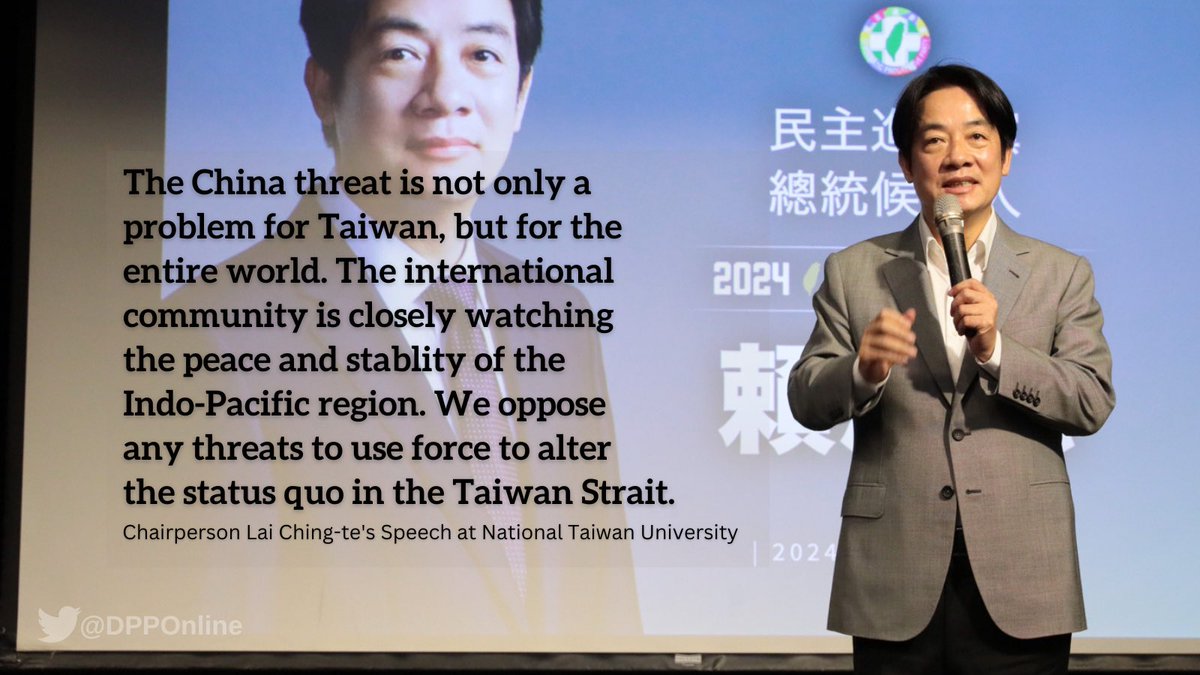 The China threat is not only a
problem for Taiwan, but for the
entire world. The international
community is closely watching
the peace and stablity of the
Indo-Pacific region. We oppose
any threats to use force to alter
the status quo in the Taiwan Strait.
Chairperson Lai Ching-te's Speech at National Taiwan University
@DPPOnline
民主進
總統候 人
2024
賴
| 2024